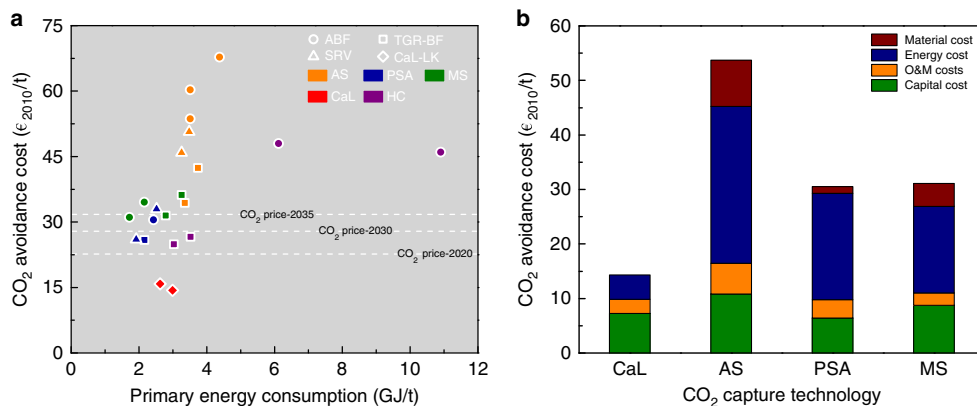 a
CO2 avoidance cost (€2010/t)
75
60
45
30
15
0
ABF
TGR-BF
SRV
CaL-LK
AS
PSA
MS
CaL
HC
CO2 price-2035
CO2 price-2030
CO2 price-2020
0 2 4 6 8 10 12
Primary energy consumption (GJ/t)
b
CO2 avoidance cost (€2010/t)
60
50
40
30
20
10
0
Material cost
Energy cost
O&M costs
Capital cost
CaL AS PSA MS
CO2 capture technology